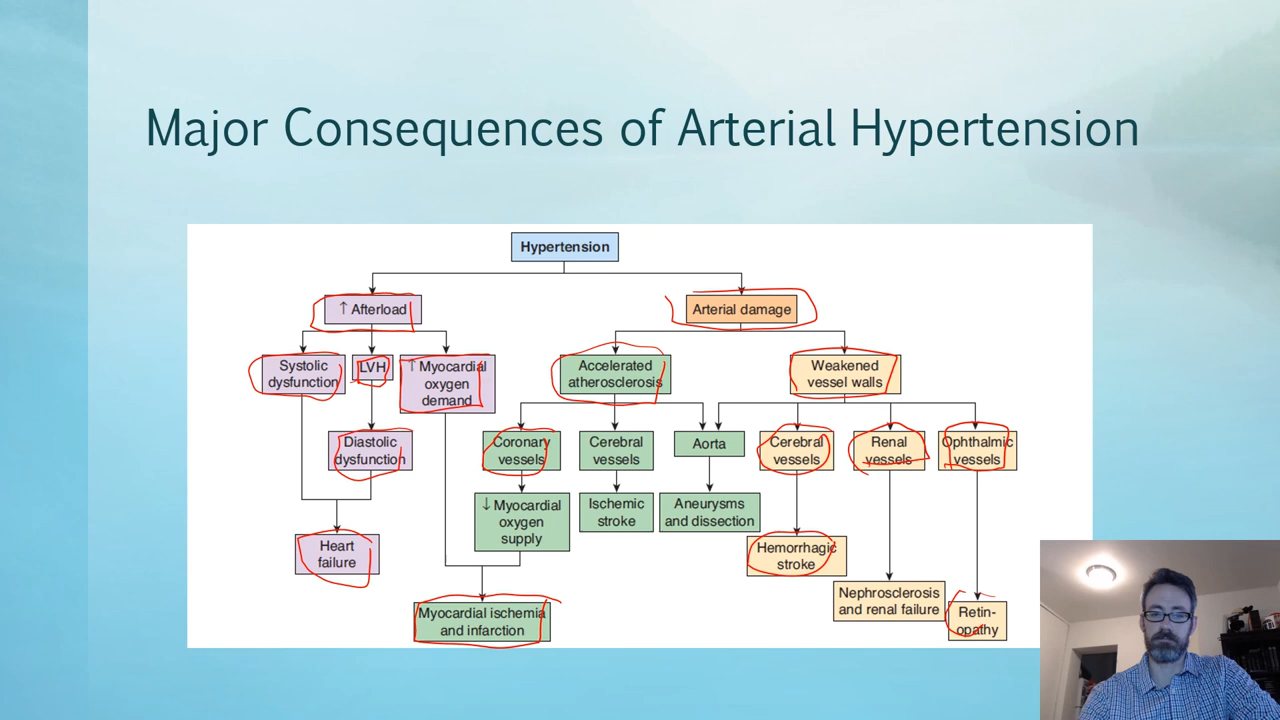 Major Consequences of Arterial Hypertension
Hypertension
↑ Afterload
Arterial damage
Systolic
dysfunction
LVH
↑ Myocardial
oxygen
demand
Accelerated
atherosclerosis
Weakened
vessel walls
Diastolic
dysfunction
Coronary
vessels
Cerebral
vessels
Aorta
Cerebral
vessels
Renal
vessels
Ophthalmic
vessels
↓ Myocardial
oxygen
supply
Ischemic
stroke
Aneurysms
and dissection
Heart
failure
Hemorrhagic
stroke
Nephrosclerosis
and renal failure
Retin-
opathy
Myocardial ischemia
and infarction